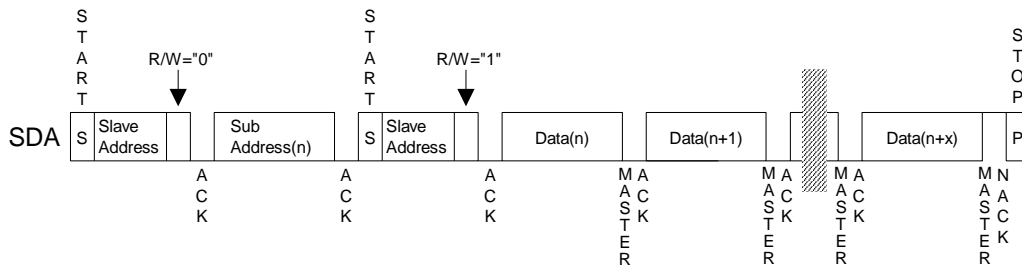 START
START
STOP
R/W="0"
R/W="1"
SDA
S
Slave
Address
Sub
Address(n)
S
Slave
Address
Data(n)
Data(n+1)
Data(n+x)
P
ACK
ACK
ACK
MASTER
ACK
MASTER
ACK
MASTER
ACK
MASTER
NACK